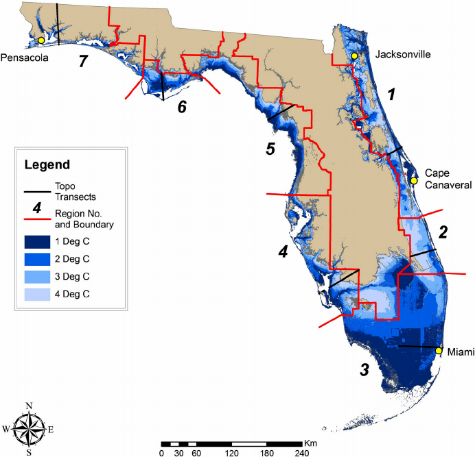 Pensacola
7
6
5
4
3
Jacksonville
1
Cape
Canaveral
2
Miami
Legend
Topo
Transects
4
Region No.
and Boundary
1 Deg C
2 Deg C
3 Deg C
4 Deg C
N
W
E
S
Km
0 30 60 120 180 240